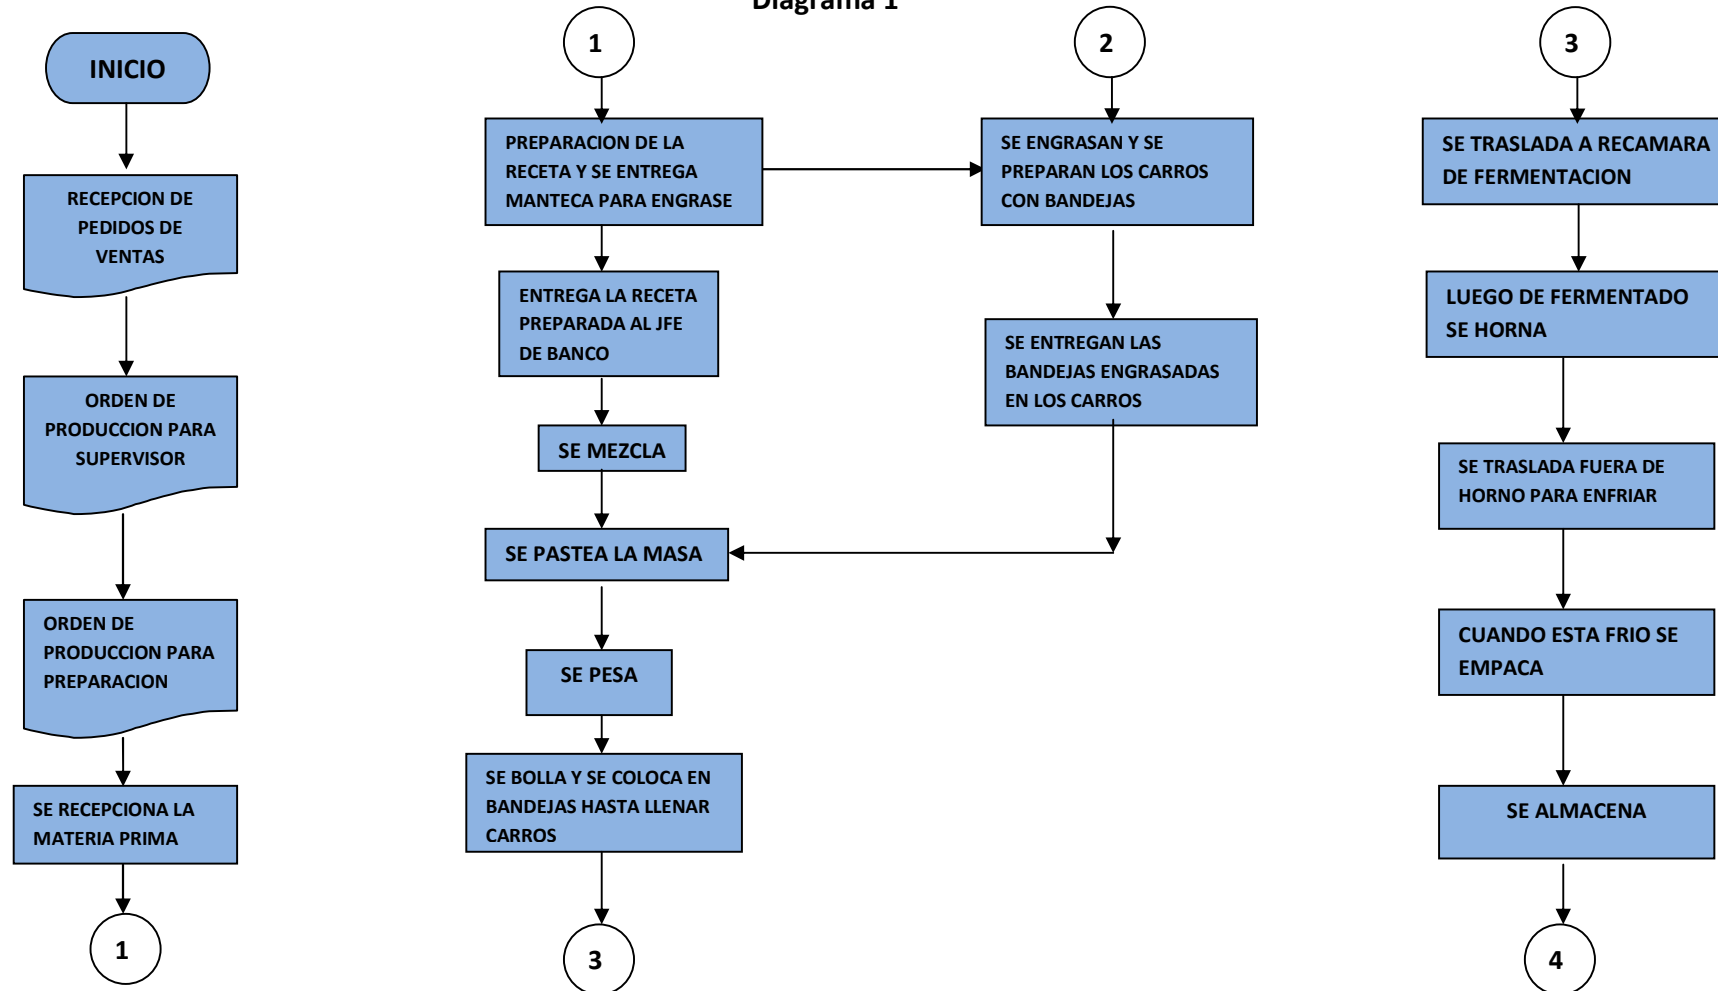 Diagrama 1
INICIO
RECEPCION DE
PEDIDOS DE
VENTAS
ORDEN DE
PRODUCCION PARA
SUPERVISOR
ORDEN DE
PRODUCCION PARA
PREPARACION
SE RECEPCIONA LA
MATERIA PRIMA
1
1
PREPARACION DE LA
RECETA Y SE ENTREGA
MANTECA PARA ENGRASE
ENTREGA LA RECETA
PREPARADA AL JFE
DE BANCO
SE MEZCLA
SE PASTEA LA MASA
SE PESA
SE BOLLA Y SE COLOCA EN
BANDEJAS HASTA LLENAR
CARROS
3
2
SE ENGRASAN Y SE
PREPARAN LOS CARROS
CON BANDEJAS
SE ENTREGAN LAS
BANDEJAS ENGRASADAS
EN LOS CARROS
3
SE TRASLADA A RECAMARA
DE FERMENTACION
LUEGO DE FERMENTADO
SE HORNA
SE TRASLADA FUERA DE
HORNO PARA ENFRIAR
CUANDO ESTA FRIO SE
EMPACA
SE ALMACENA
4